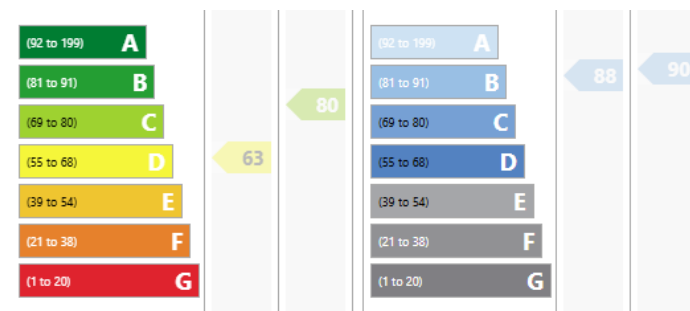 (92 to 199) A
(81 to 91) B
(69 to 80) C
(55 to 68) D
(39 to 54) E
(21 to 38) F
(1 to 20) G
63
80
(92 to 199) A
(81 to 91) B
(69 to 80) C
(55 to 68) D
(39 to 54) E
(21 to 38) F
(1 to 20) G
88
90